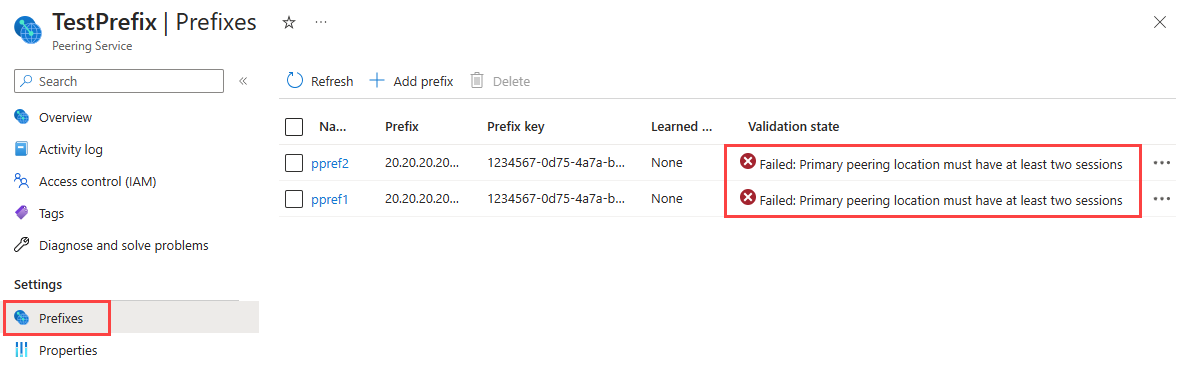 TestPrefix | Prefixes
Peering Service
Search
Overview
Activity log
Access control (IAM)
Tags
Diagnose and solve problems
Settings
Prefixes
Properties
Refresh Add prefix Delete
Na... Prefix Prefix key Learned ... Validation state
ppref2 20.20.20.20... 1234567-0d75-4a7a-b... None Failed: Primary peering location must have at least two sessions
ppref1 20.20.20.20... 1234567-0d75-4a7a-b... None Failed: Primary peering location must have at least two sessions